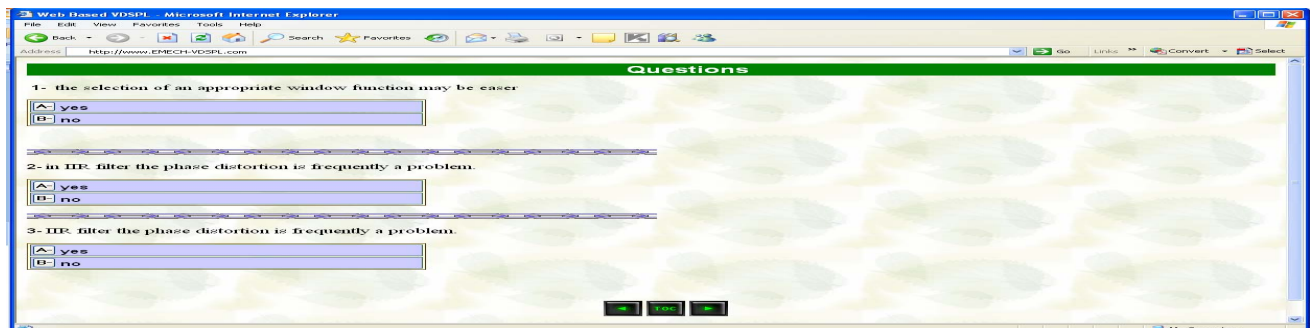 Web Based VDSPL - Microsoft Internet Explorer
File Edit View Favorites Tools Help
Back Search Favorites
Address http://www.EMECH-VDSPL.com Go Links Convert Select
Questions
1- the selection of an appropriate window function may be easer
A- yes
B- no
2- in IIR filter the phase distortion is frequently a problem.
A- yes
B- no
3- IIR filter the phase distortion is frequently a problem.
A- yes
B- no
TOC